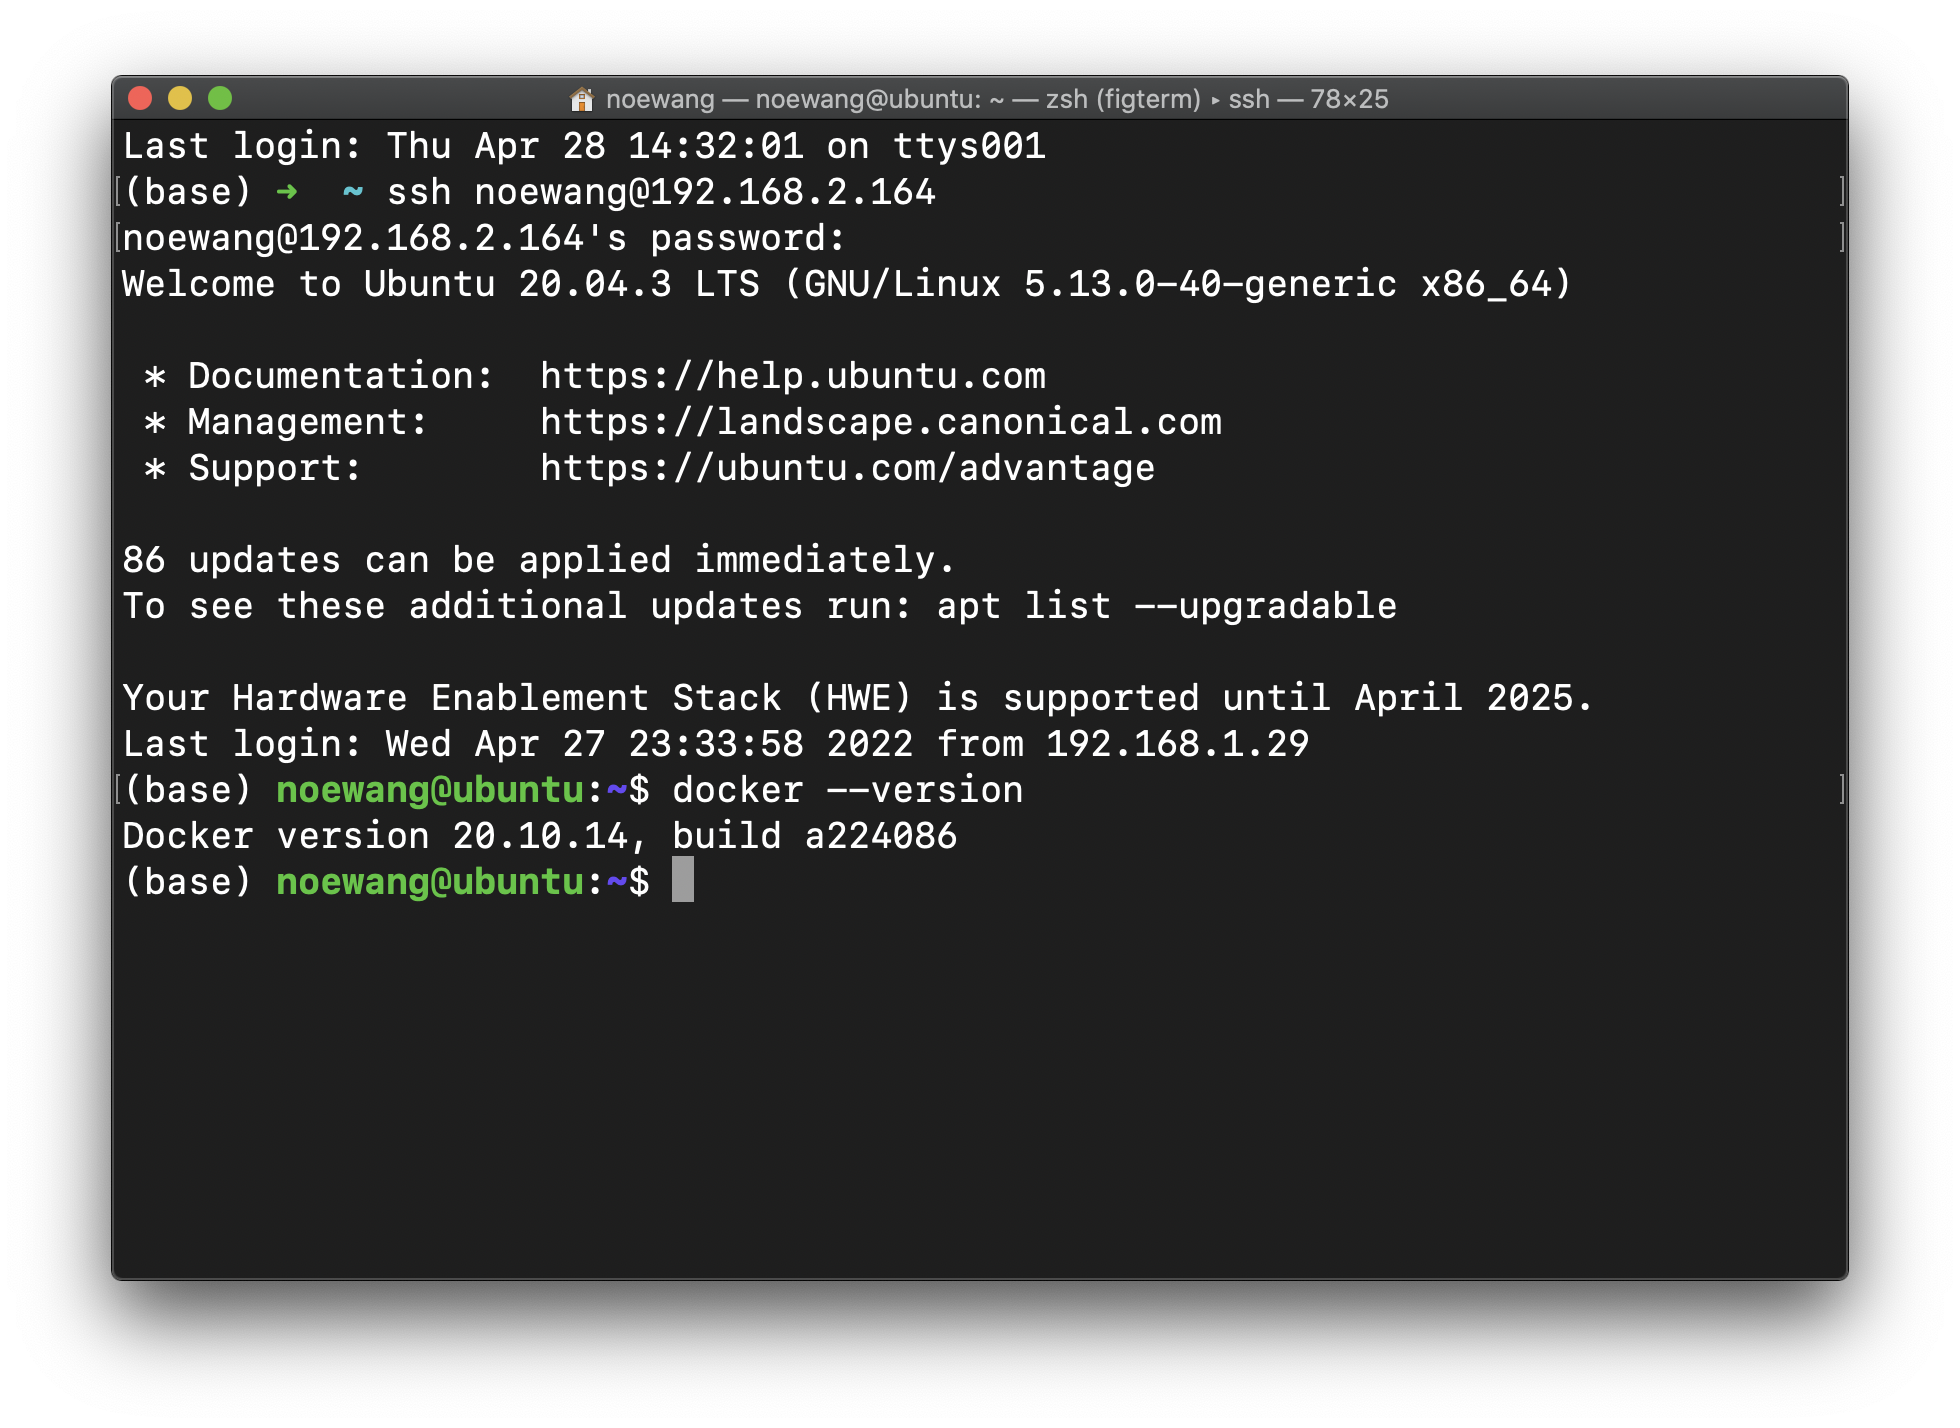 noewang — noewang@ubuntu: ~ — zsh (figterm) ▸ ssh — 78×25
Last login: Thu Apr 28 14:32:01 on ttys001
[(base) ➜  ~ ssh noewang@192.168.2.164 ]
[noewang@192.168.2.164's password: ]
Welcome to Ubuntu 20.04.3 LTS (GNU/Linux 5.13.0-40-generic x86_64)
 * Documentation:  https://help.ubuntu.com
 * Management:     https://landscape.canonical.com
 * Support:        https://ubuntu.com/advantage
86 updates can be applied immediately.
To see these additional updates run: apt list --upgradable
Your Hardware Enablement Stack (HWE) is supported until April 2025.
Last login: Wed Apr 27 23:33:58 2022 from 192.168.1.29
[(base) noewang@ubuntu:~$ docker --version ]
Docker version 20.10.14, build a224086
(base) noewang@ubuntu:~$